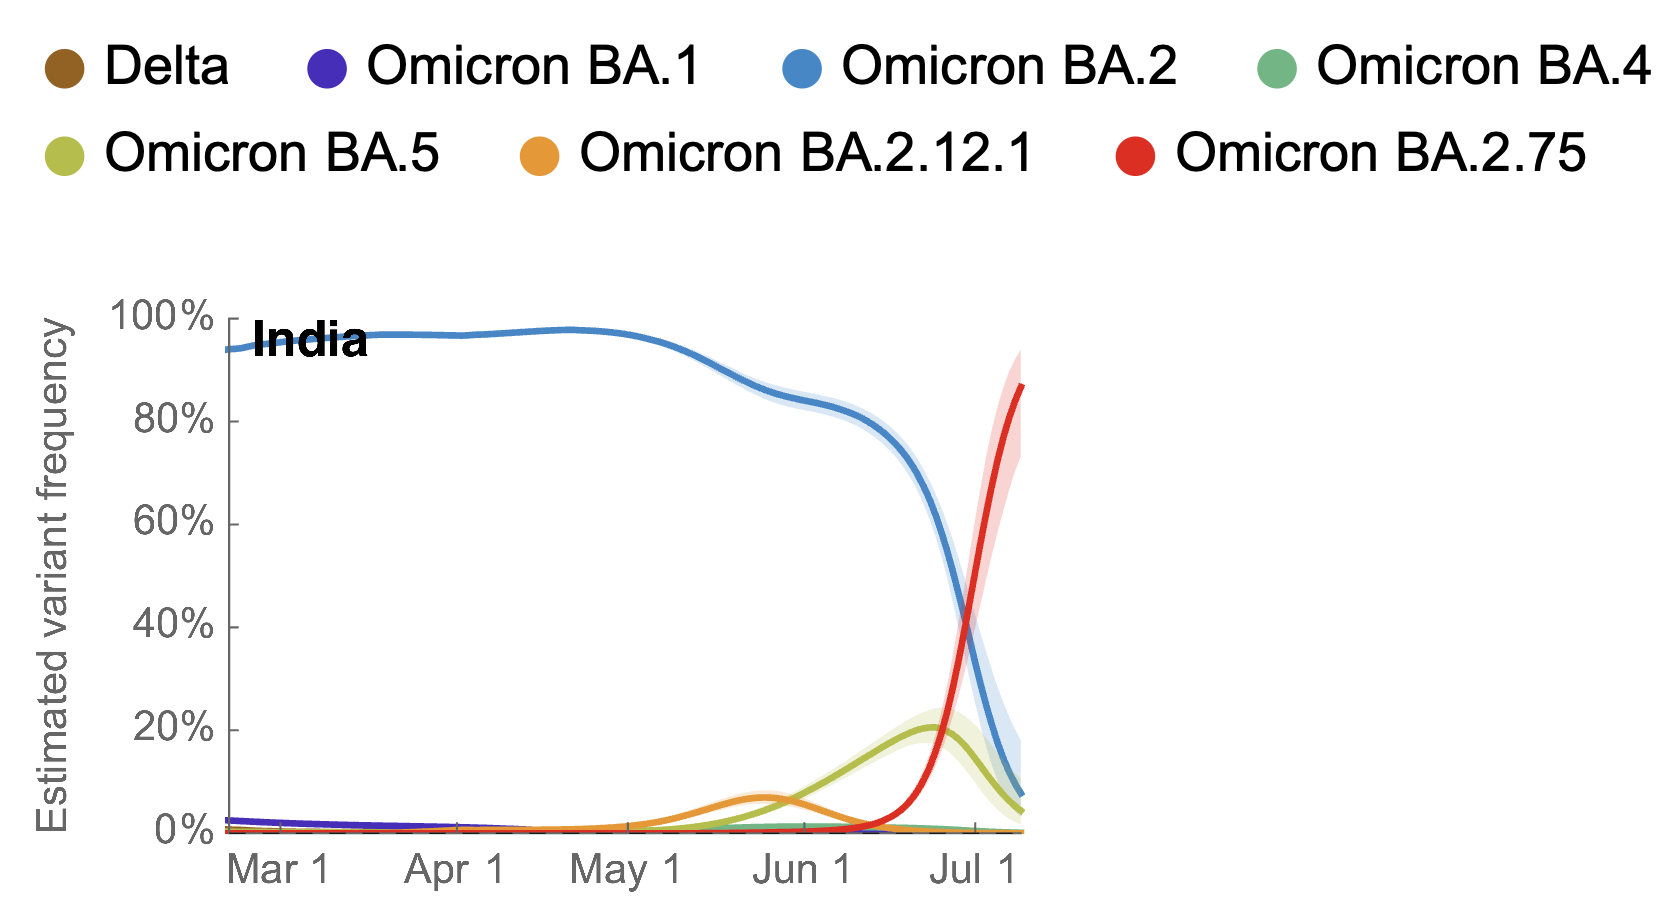 Delta Omicron BA.1 Omicron BA.2 Omicron BA.4
Omicron BA.5 Omicron BA.2.12.1 Omicron BA.2.75
India
Estimated variant frequency
100%
80%
60%
40%
20%
0%
Mar 1 Apr 1 May 1 Jun 1 Jul 1